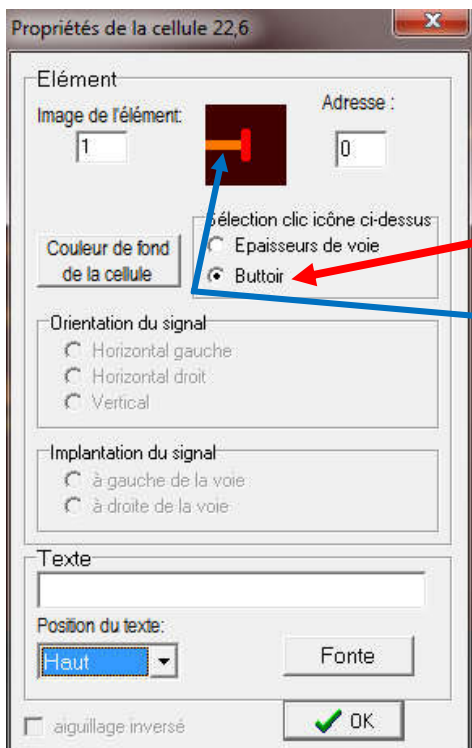 Propriétés de la cellule 22,6
Elément
Image de l'élément:
Adresse :
1
0
Couleur de fond
de la cellule
Sélection clic icône ci-dessus
Epaisseurs de voie
Buttoir
Orientation du signal
Horizontal gauche
Horizontal droit
Vertical
Implantation du signal
à gauche de la voie
à droite de la voie
Texte
Position du texte:
Haut
Fonte
aiguillage inversé
OK